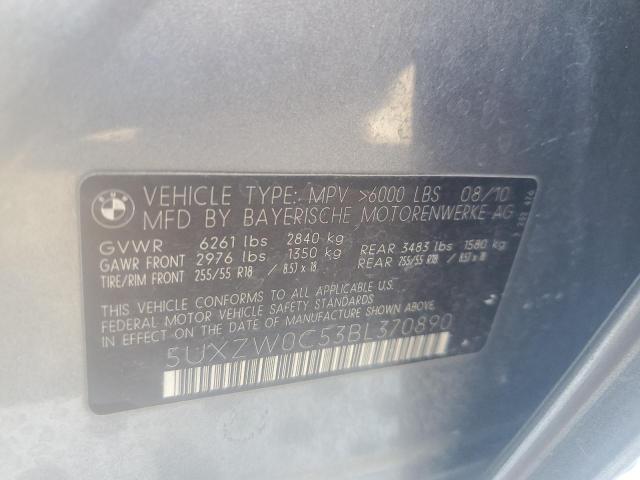 BMW
VEHICLE TYPE: MPV >6000 LBS 08/10
MFD BY BAYERISCHE MOTORENWERKE AG
GVWR 6261 lbs 2840 kg
GAWR FRONT 2976 lbs 1350 kg REAR 3483 lbs 1580 kg
TIRE/RIM FRONT 255/55 R18 / 8.5J x 18 REAR 255/55 R18 / 8.5J x 18
THIS VEHICLE CONFORMS TO ALL APPLICABLE U.S.
FEDERAL MOTOR VEHICLE SAFETY STANDARDS
IN EFFECT ON THE DATE OF MANUFACTURE SHOWN ABOVE.
5UXZW0C53BL370890